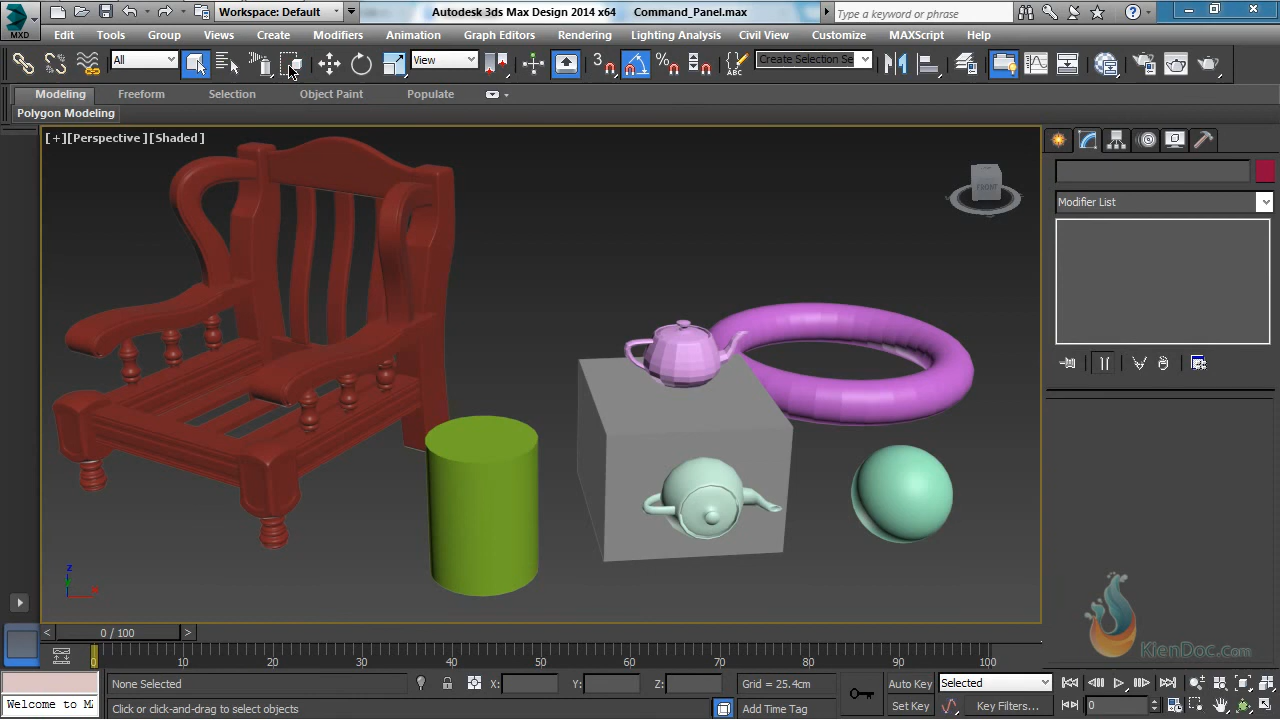 Workspace: Default
Autodesk 3ds Max Design 2014 x64 Command_Panel.max
Type a keyword or phrase
MXD
Edit Tools Group Views Create Modifiers Animation Graph Editors Rendering Lighting Analysis Civil View Customize MAXScript Help
All
View
3
Create Selection Se
ABC
Modeling Freeform Selection Object Paint Populate
Polygon Modeling
[+][Perspective][Shaded]
FRONT
Modifier List
z
KienDoc.Com
< 0 / 100 >
0 10 20 30 40 50 60 70 80 90 100
None Selected
X: Y: Z:
Grid = 25.4cm
Auto Key
Selected
Welcome to MA
Click or click-and-drag to select objects
Add Time Tag
Set Key
Key Filters...
0